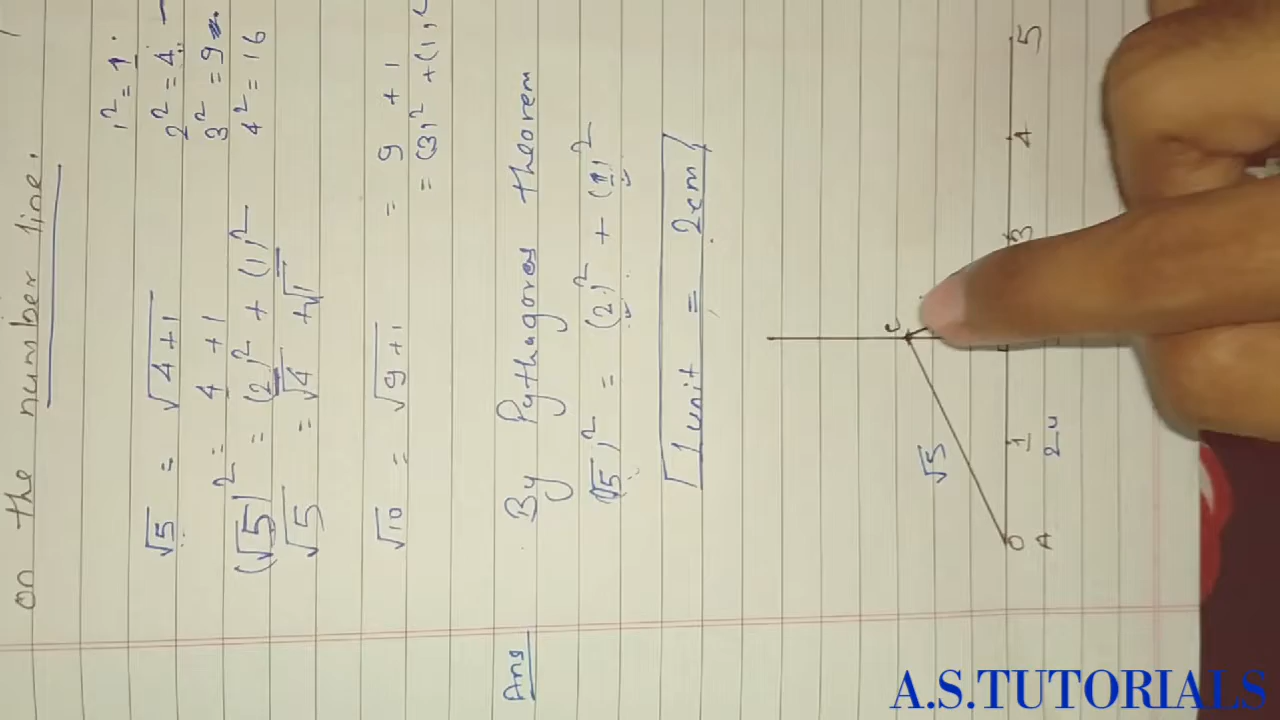 on the number line.
1² = 1.
√5 = √4+1
2² = 4
= 4 + 1
3² = 9
(√5)² = (2)² + (1)²
4² = 16
√5 = √4 + √1
√10 = √9+1 = 9 + 1
= (3)² + (1)²
Ans By Pythagores theorem
(√5)² = (2)² + (1)²
1 unit = 2cm
C
√5
0 1 3 4 5
A 2u
A.S.TUTORIALS